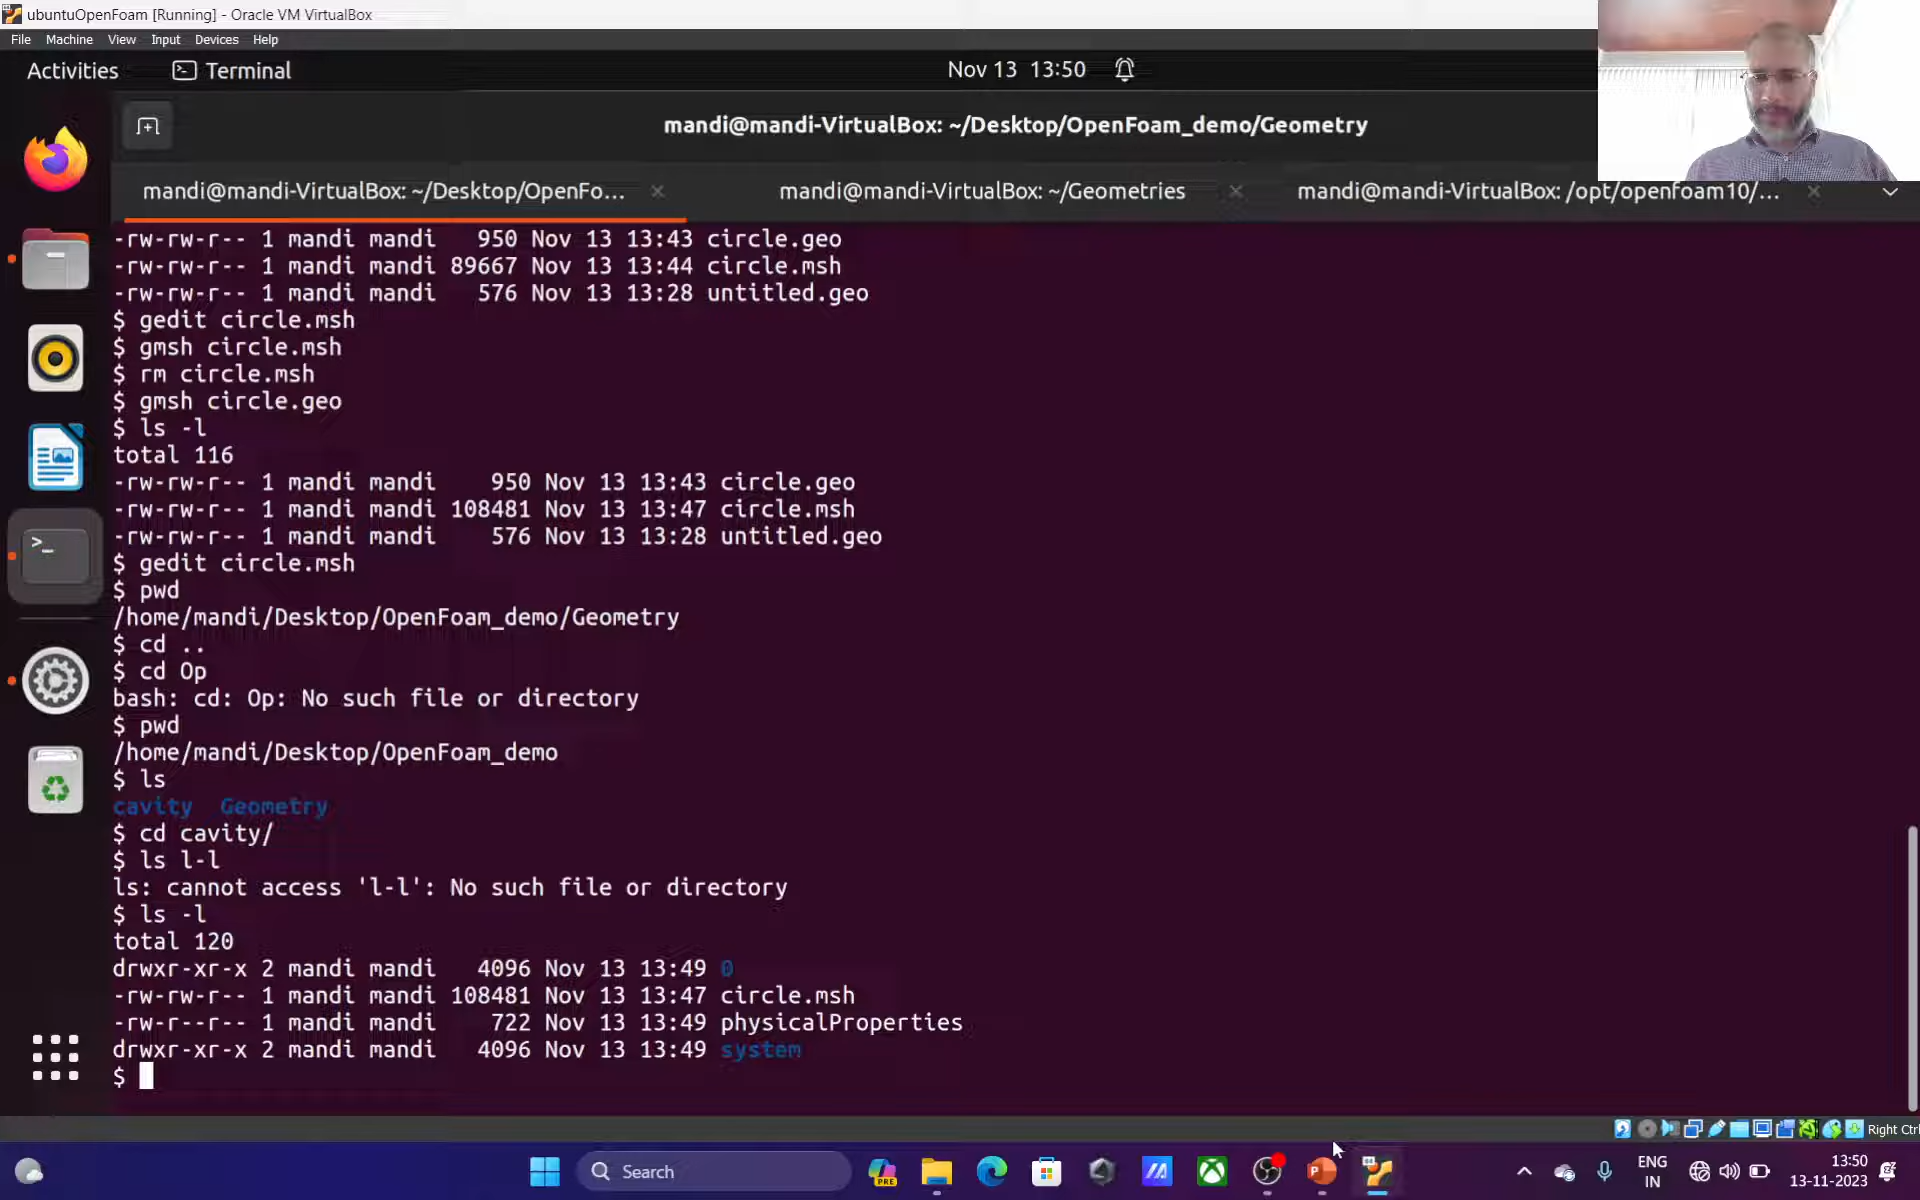 ubuntuOpenFoam [Running] - Oracle VM VirtualBox
File Machine View Input Devices Help
Activities Terminal Nov 13 13:50
mandi@mandi-VirtualBox: ~/Desktop/OpenFoam_demo/Geometry
mandi@mandi-VirtualBox: ~/Desktop/OpenFo... mandi@mandi-VirtualBox: ~/Geometries mandi@mandi-VirtualBox: /opt/openfoam10/...
-rw-rw-r-- 1 mandi mandi 950 Nov 13 13:43 circle.geo
-rw-rw-r-- 1 mandi mandi 89667 Nov 13 13:44 circle.msh
-rw-rw-r-- 1 mandi mandi 576 Nov 13 13:28 untitled.geo
$ gedit circle.msh
$ gmsh circle.msh
$ rm circle.msh
$ gmsh circle.geo
$ ls -l
total 116
-rw-rw-r-- 1 mandi mandi 950 Nov 13 13:43 circle.geo
-rw-rw-r-- 1 mandi mandi 108481 Nov 13 13:47 circle.msh
-rw-rw-r-- 1 mandi mandi 576 Nov 13 13:28 untitled.geo
$ gedit circle.msh
$ pwd
/home/mandi/Desktop/OpenFoam_demo/Geometry
$ cd ..
$ cd Op
bash: cd: Op: No such file or directory
$ pwd
/home/mandi/Desktop/OpenFoam_demo
$ ls
cavity Geometry
$ cd cavity/
$ ls l-l
ls: cannot access 'l-l': No such file or directory
$ ls -l
total 120
drwxr-xr-x 2 mandi mandi 4096 Nov 13 13:49 0
-rw-rw-r-- 1 mandi mandi 108481 Nov 13 13:47 circle.msh
-rw-r--r-- 1 mandi mandi 722 Nov 13 13:49 physicalProperties
drwxr-xr-x 2 mandi mandi 4096 Nov 13 13:49 system
$
Right Ctrl
Search PRE ENG 13:50
IN 13-11-2023